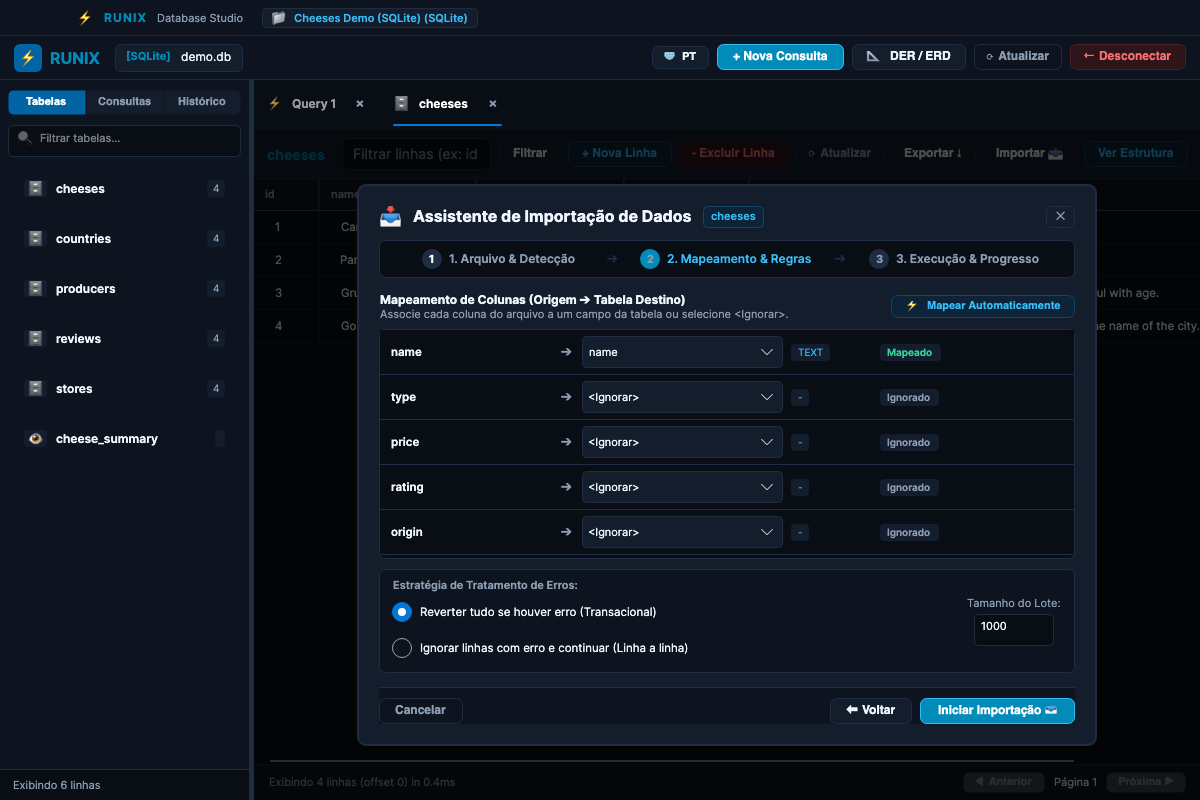 RUNIX Database Studio Cheeses Demo (SQLite) (SQLite)
RUNIX [SQLite] demo.db PT + Nova Consulta DER / ERD Atualizar ← Desconectar
Tabelas Consultas Histórico
Query 1 × cheeses ×
Filtrar tabelas...
cheeses Filtrar linhas (ex: id Filtrar + Nova Linha - Excluir Linha Atualizar Exportar ↓ Importar Ver Estrutura
cheeses 4
countries 4
producers 4
reviews 4
stores 4
cheese_summary
id name
1 Ca
2 Par
3 Gru ul with age.
4 Go e name of the city.
Assistente de Importação de Dados cheeses ×
1 1. Arquivo & Detecção → 2 2. Mapeamento & Regras → 3 3. Execução & Progresso
Mapeamento de Colunas (Origem → Tabela Destino)
Associe cada coluna do arquivo a um campo da tabela ou selecione <Ignorar>.
Mapear Automaticamente
name → name TEXT Mapeado
type → <Ignorar> - Ignorado
price → <Ignorar> - Ignorado
rating → <Ignorar> - Ignorado
origin → <Ignorar> - Ignorado
Estratégia de Tratamento de Erros:
Reverter tudo se houver erro (Transacional)
Ignorar linhas com erro e continuar (Linha a linha)
Tamanho do Lote:
1000
Cancelar ← Voltar Iniciar Importação
Exibindo 6 linhas
Exibindo 4 linhas (offset 0) in 0.4ms
◀ Anterior Página 1 Próxima ▶